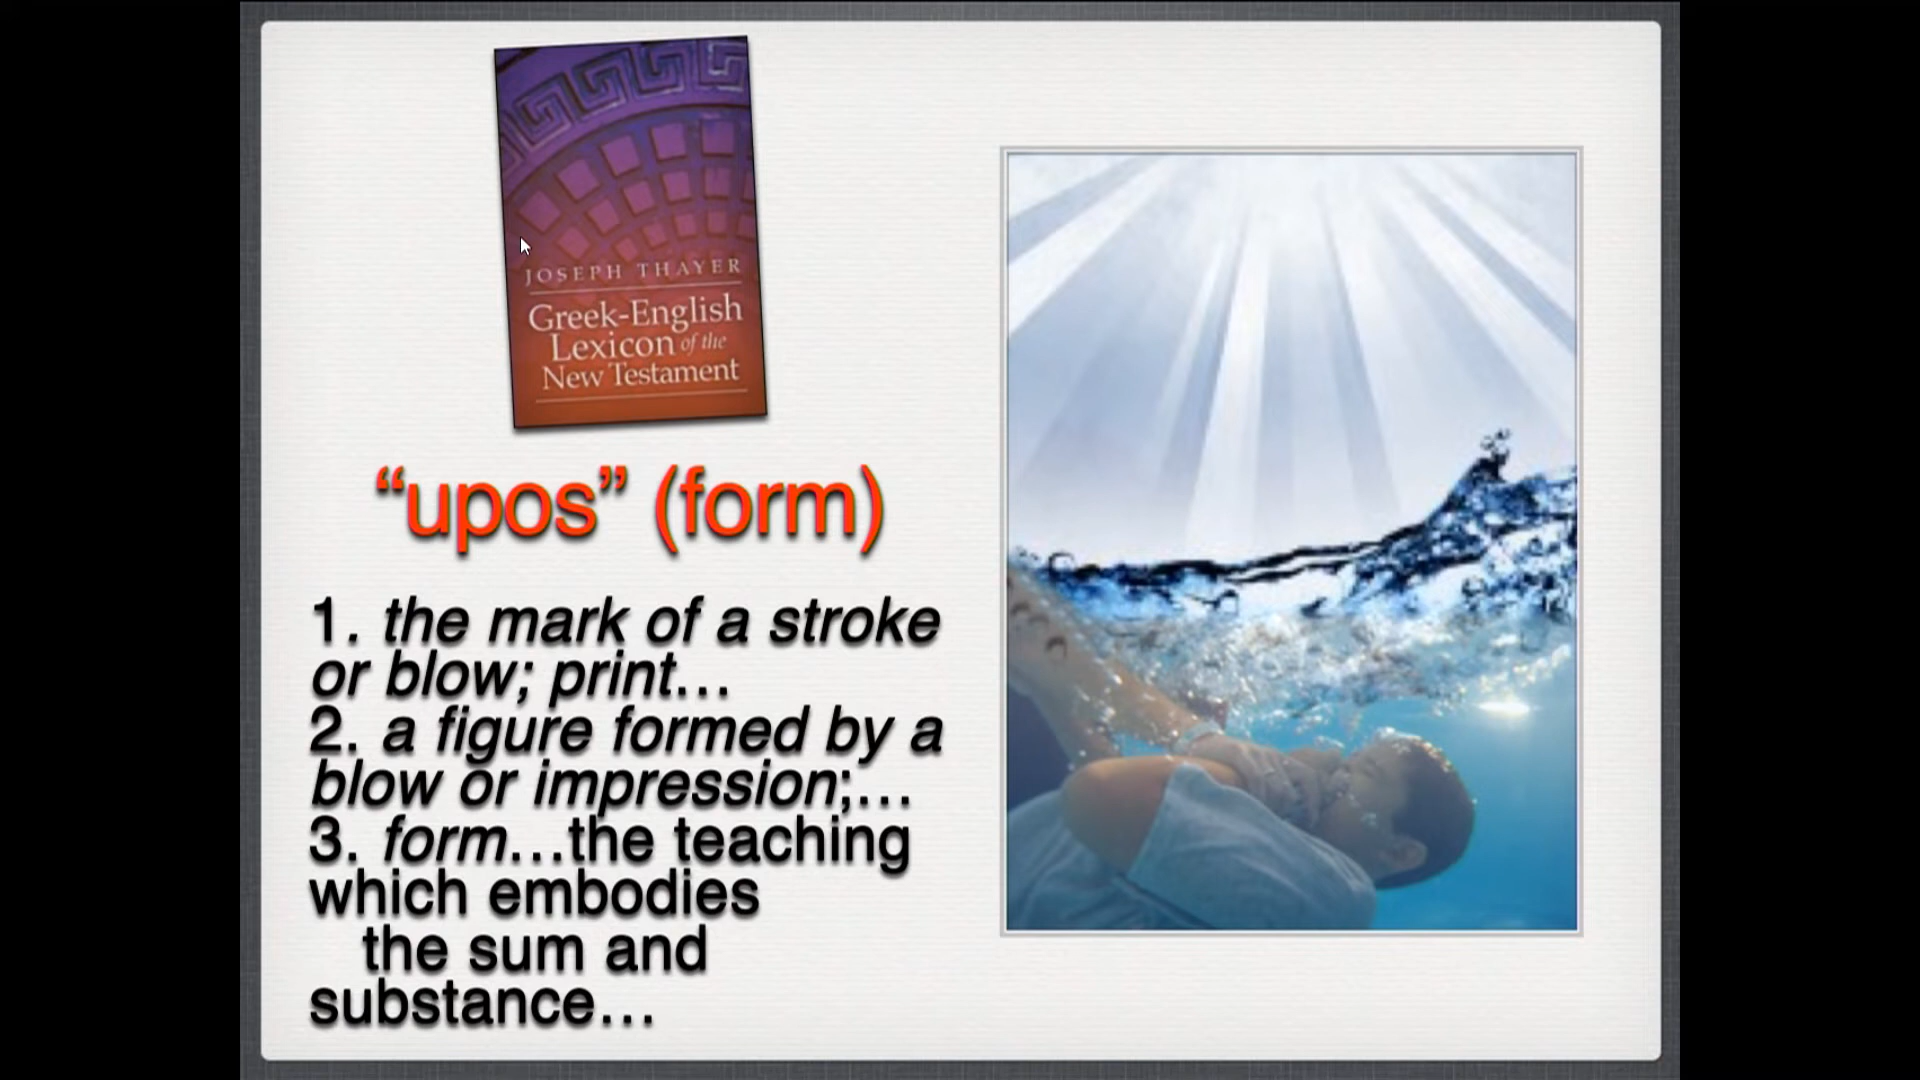 JOSEPH THAYER
Greek-English
Lexicon of the
New Testament
“upos” (form)
1. the mark of a stroke
or blow; print…
2. a figure formed by a
blow or impression;…
3. form…the teaching
which embodies
the sum and
substance…